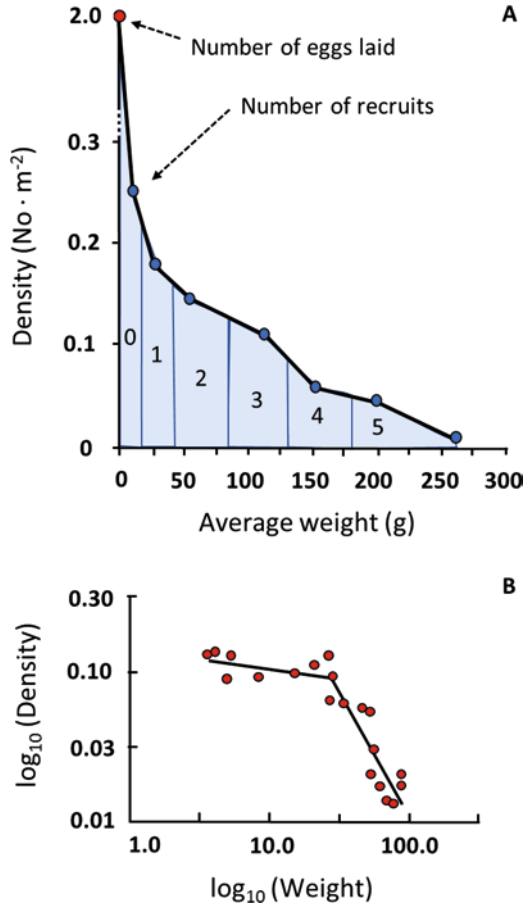 A
2.0
Number of eggs laid
Number of recruits
0.3
0.2
0.1
0
Density (No · m⁻²)
0
1
2
3
4
5
0 50 100 150 200 250 300
Average weight (g)
B
0.30
0.10
0.03
0.01
log₁₀ (Density)
1.0 10.0 100.0
log₁₀ (Weight)